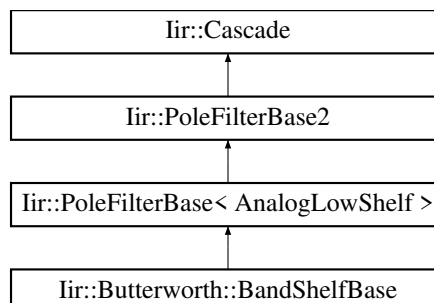 Iir::Cascade
Iir::PoleFilterBase2
Iir::PoleFilterBase< AnalogLowShelf >
Iir::Butterworth::BandShelfBase